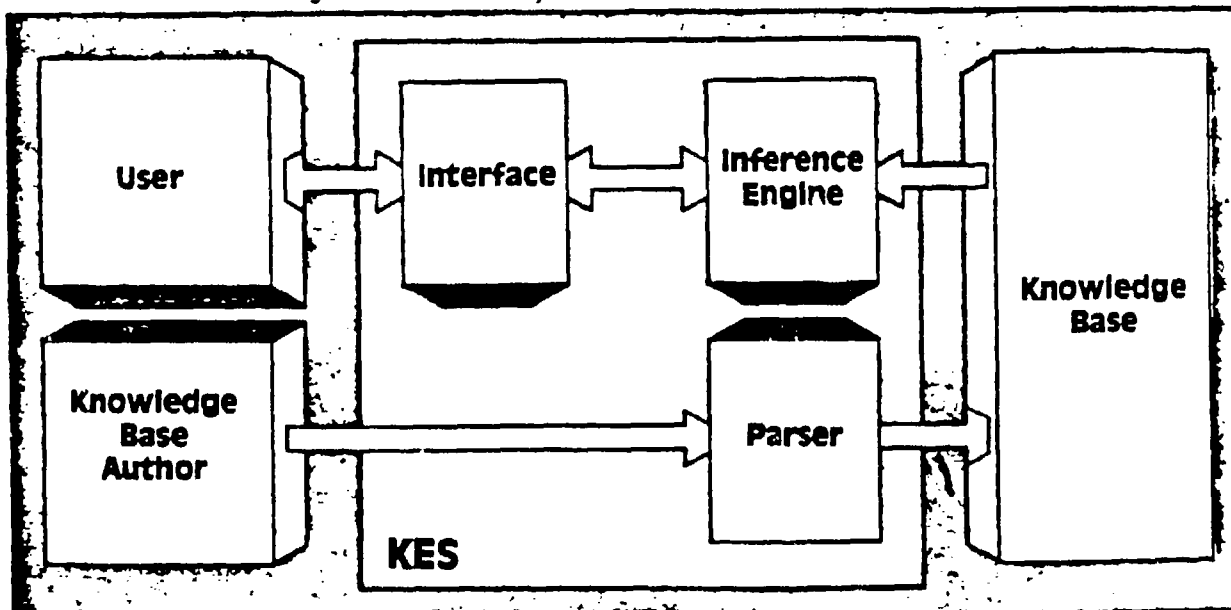 User
Interface
Inference
Engine
Knowledge
Base
Knowledge
Base
Author
Parser
KES